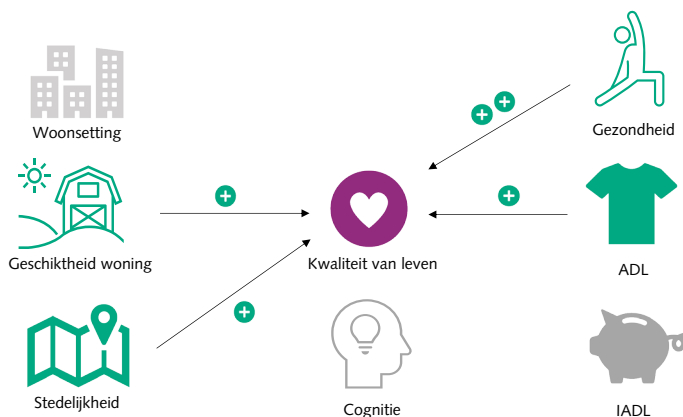 Woonsetting
Gezondheid
Geschiktheid woning
Kwaliteit van leven
ADL
Stedelijkheid
Cognitie
IADL